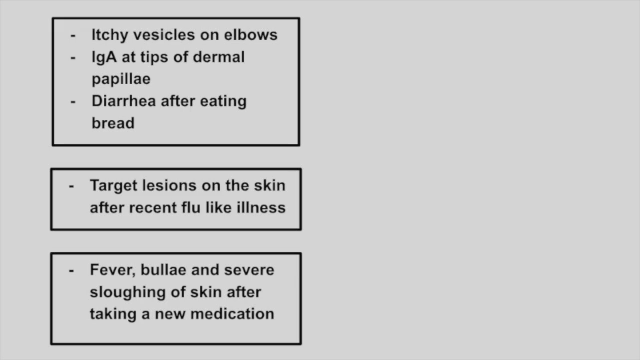 - Itchy vesicles on elbows
- IgA at tips of dermal
papillae
- Diarrhea after eating
bread
- Target lesions on the skin
after recent flu like illness
- Fever, bullae and severe
sloughing of skin after
taking a new medication